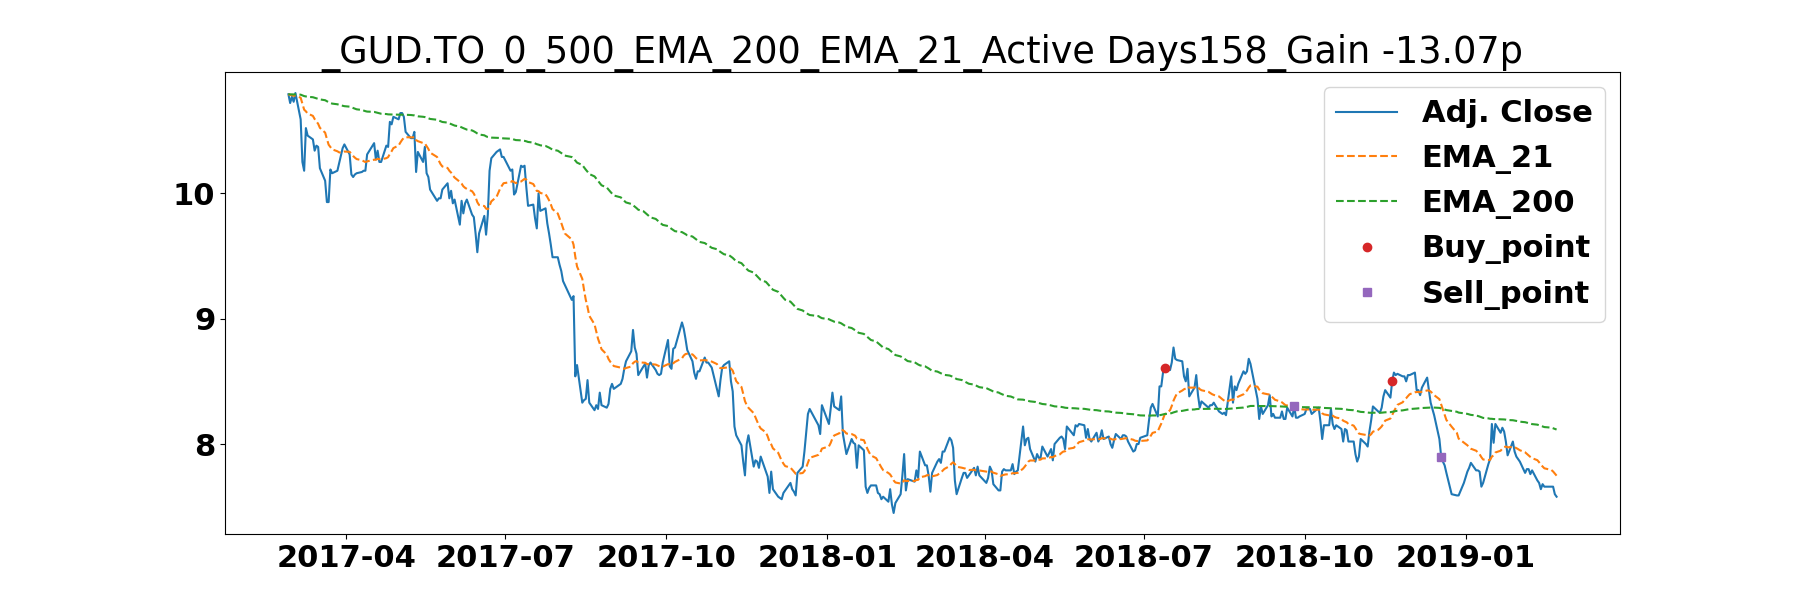 _GUD.TO_0_500_EMA_200_EMA_21_Active Days158_Gain -13.07p
Adj. Close
EMA_21
EMA_200
Buy_point
Sell_point
10
9
8
2017-04 2017-07 2017-10 2018-01 2018-04 2018-07 2018-10 2019-01